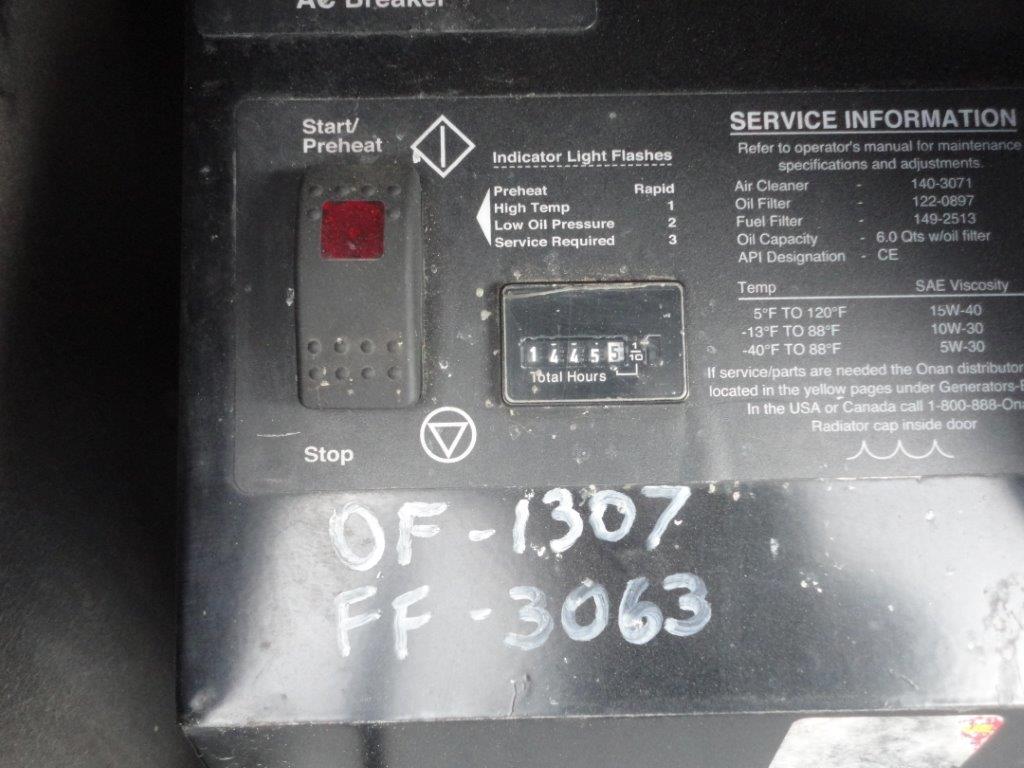 AC Breaker
Start/
Preheat
Indicator Light Flashes
Preheat Rapid
High Temp 1
Low Oil Pressure 2
Service Required 3
14455 1/10
Total Hours
Stop
SERVICE INFORMATION
Refer to operator's manual for maintenance
specifications and adjustments.
Air Cleaner - 140-3071
Oil Filter - 122-0897
Fuel Filter - 149-2513
Oil Capacity - 6.0 Qts w/oil filter
API Designation - CE
Temp SAE Viscosity
5°F TO 120°F 15W-40
-13°F TO 88°F 10W-30
-40°F TO 88°F 5W-30
If service/parts are needed the Onan distributor
located in the yellow pages under Generators-
In the USA or Canada call 1-800-888-Ona
Radiator cap inside door
OF-1307
FF-3063